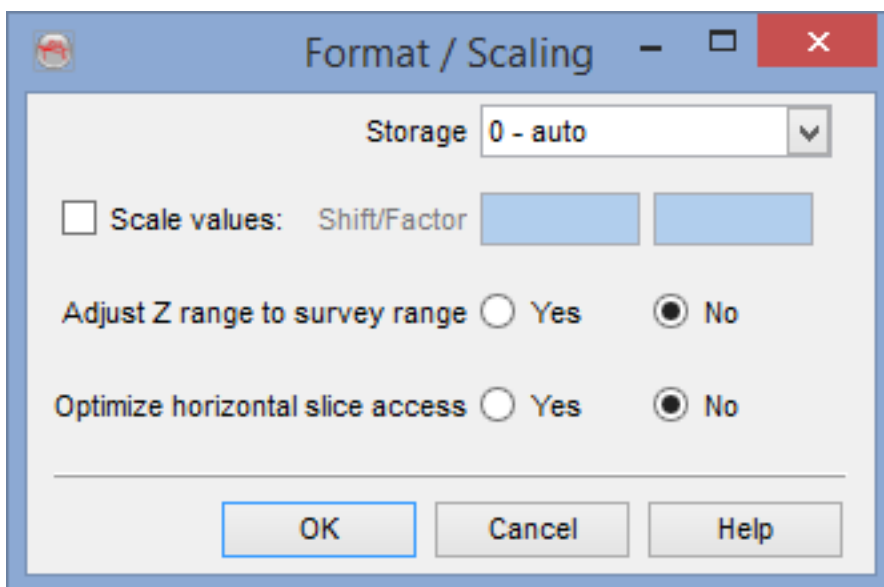 Format / Scaling
Storage 0 - auto
Scale values: Shift/Factor
Adjust Z range to survey range Yes No
Optimize horizontal slice access Yes No
OK Cancel Help